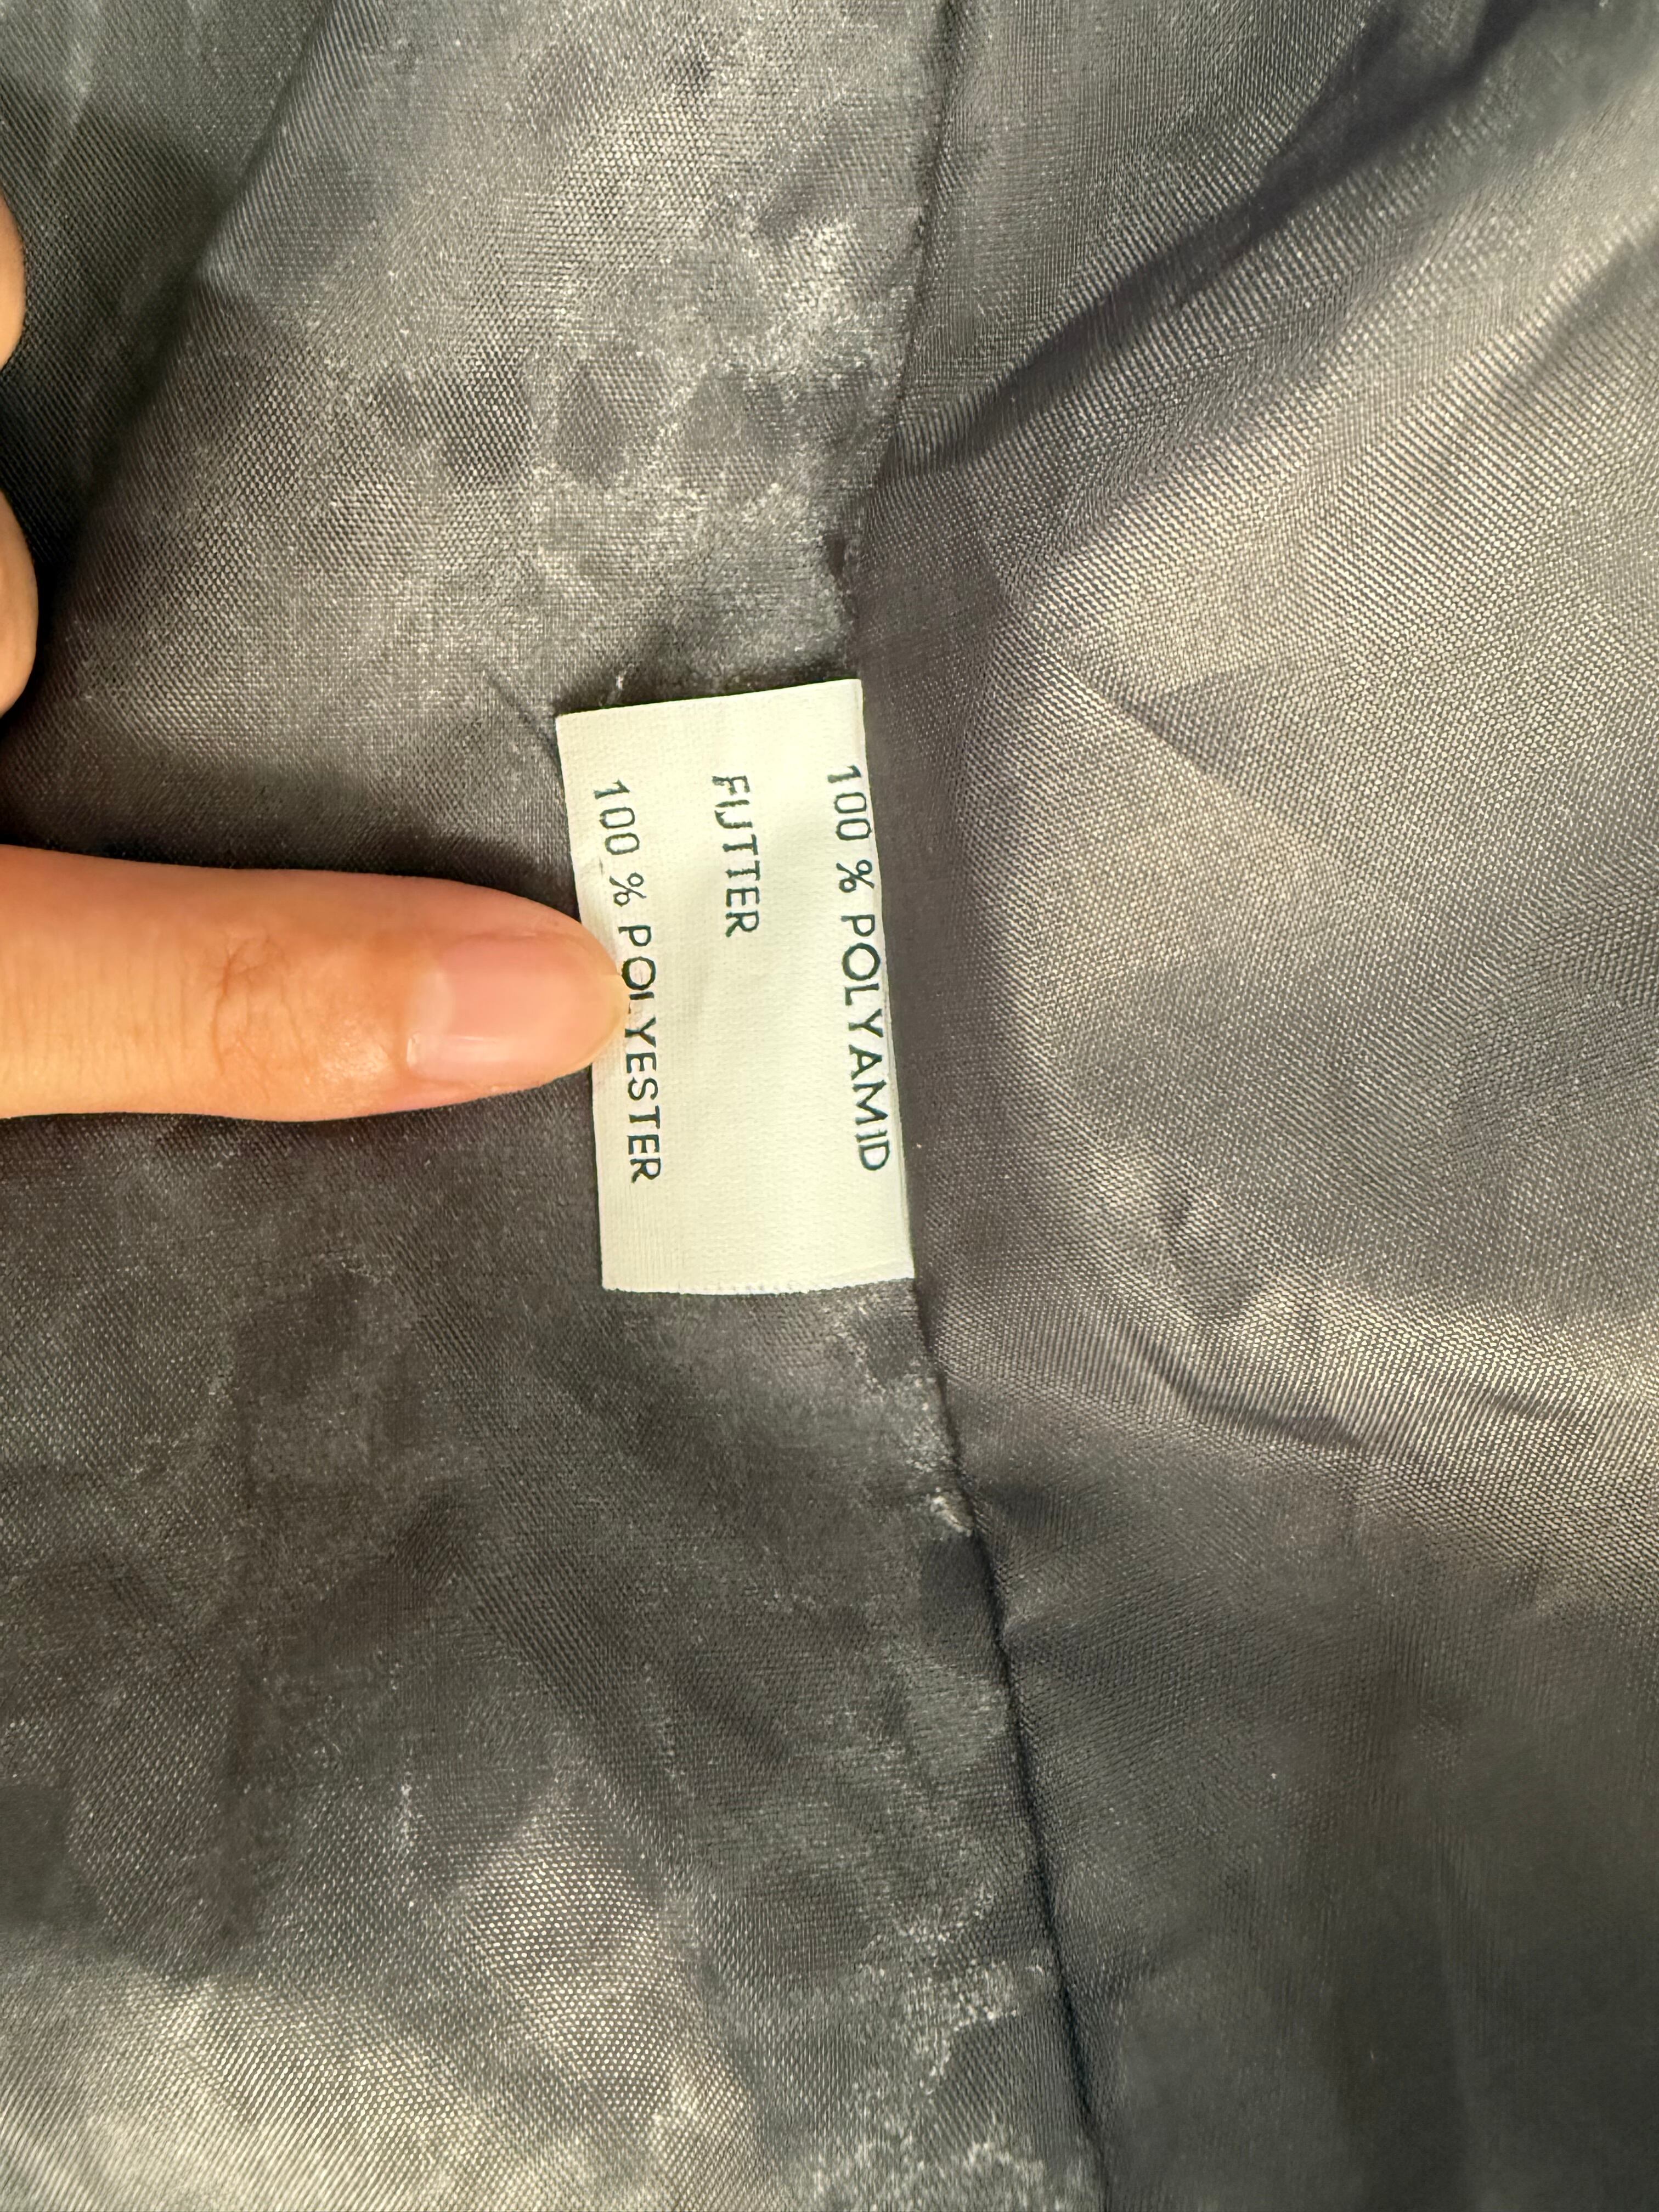 100 % POLYAMID
FUTTER
100 % POLYESTER